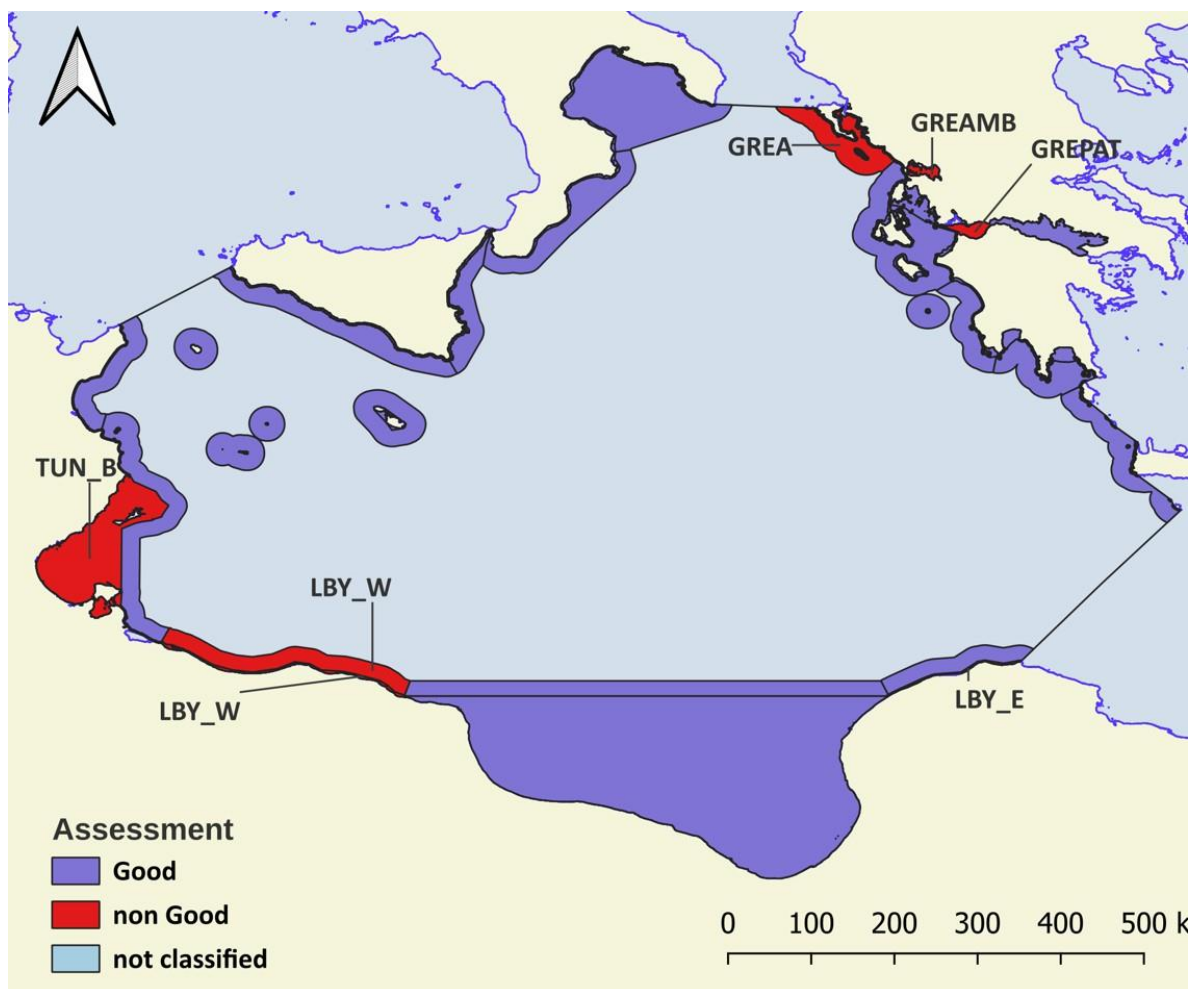 GREAMB
GREA
GREPAT
TUN_B
LBY_W
LBY_W
LBY_E
Assessment
Good
non Good
not classified
0 100 200 300 400 500 k